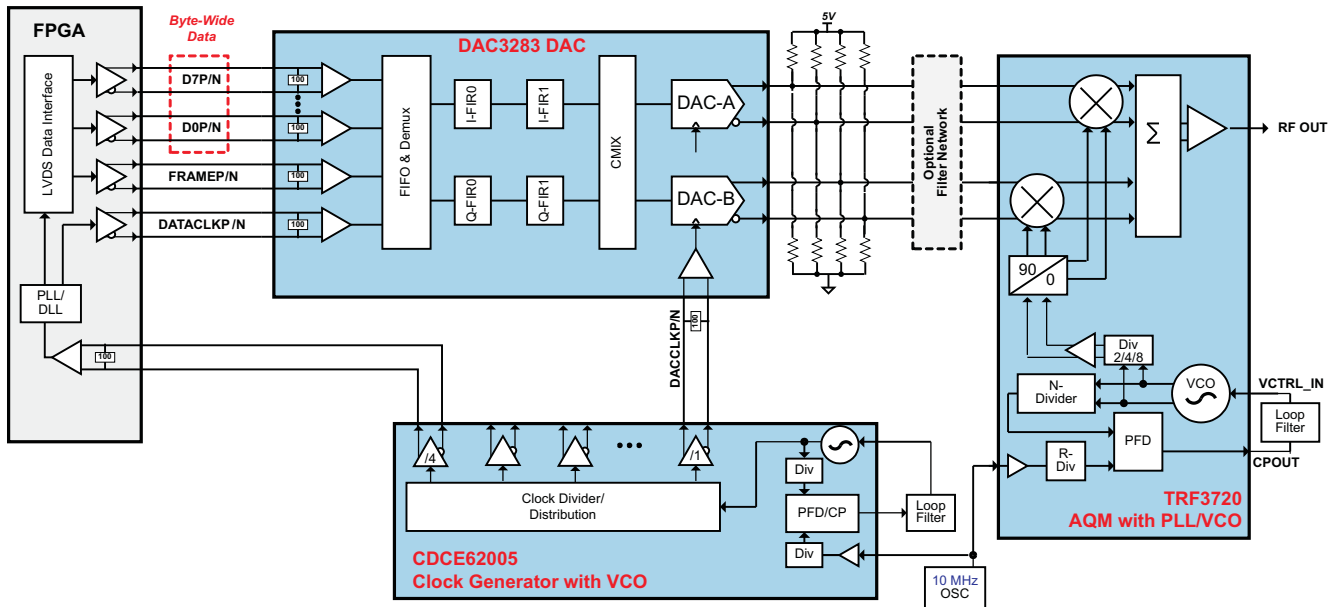 FPGA
LVDS Data Interface
PLL/
DLL
100
Byte-Wide
Data
D7P/N
D0P/N
FRAMEP/N
DATACLKP/N
DAC3283 DAC
100
100
100
100
FIFO & Demux
I-FIR0
I-FIR1
Q-FIR0
Q-FIR1
CMIX
DAC-A
DAC-B
DACCLKP/N
100
5V
Optional
Filter Network
Σ
RF OUT
90
0
Div
2/4/8
N-
Divider
VCO
VCTRL_IN
Loop
Filter
PFD
R-
Div
CPOUT
TRF3720
AQM with PLL/VCO
/4
/1
Clock Divider/
Distribution
Div
PFD/CP
Div
Loop
Filter
CDCE62005
Clock Generator with VCO
10 MHz
OSC